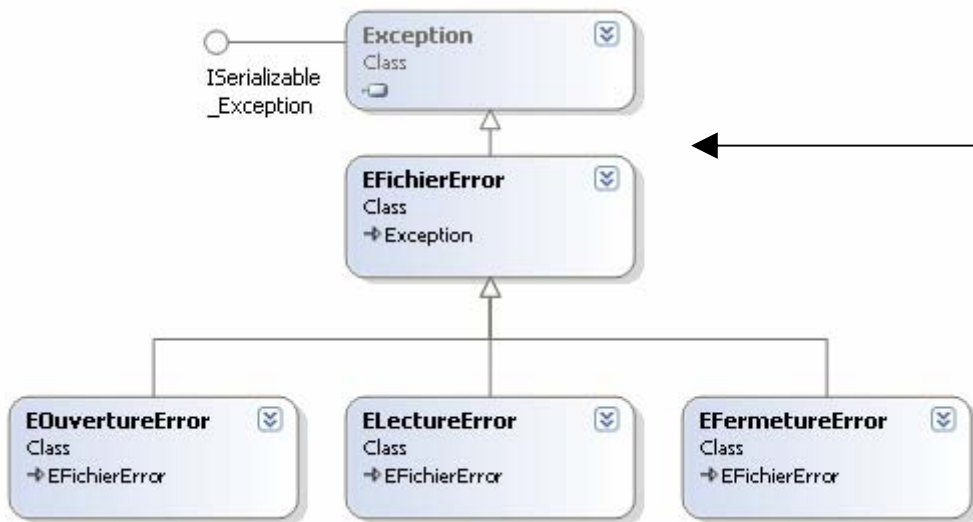 Exception
Class
ISerializable
_Exception
EFichierError
Class
Exception
EOuvertureError
Class
EFichierError
ELectureError
Class
EFichierError
EFermetureError
Class
EFichierError